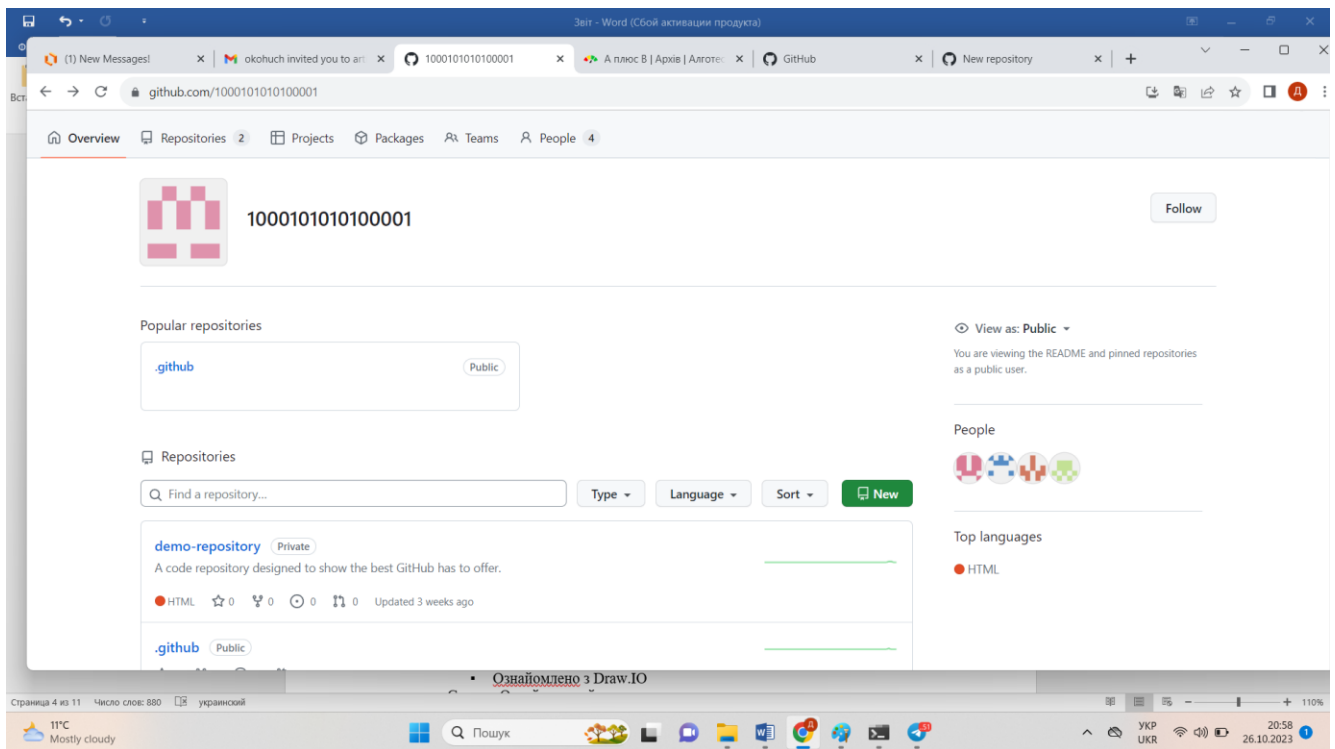 Звіт - Word (Сбой активации продукта)
(1) New Messages!
okohuch invited you to art
1000101010100001
А плюс В | Архів | Алготес
GitHub
New repository
Вст
github.com/1000101010100001
Д
Overview
Repositories 2
Projects
Packages
Teams
People 4
1000101010100001
Follow
Popular repositories
.github
Public
View as: Public
You are viewing the README and pinned repositories
as a public user.
People
Repositories
Find a repository...
Type
Language
Sort
New
demo-repository Private
A code repository designed to show the best GitHub has to offer.
HTML 0 0 0 0 Updated 3 weeks ago
Top languages
HTML
.github Public
▪ Ознайомлено з Draw.IO
Страница 4 из 11 Число слов: 880 украинский
110%
11°C
Mostly cloudy
Пошук
УКР
UKR
20:58
26.10.2023
1